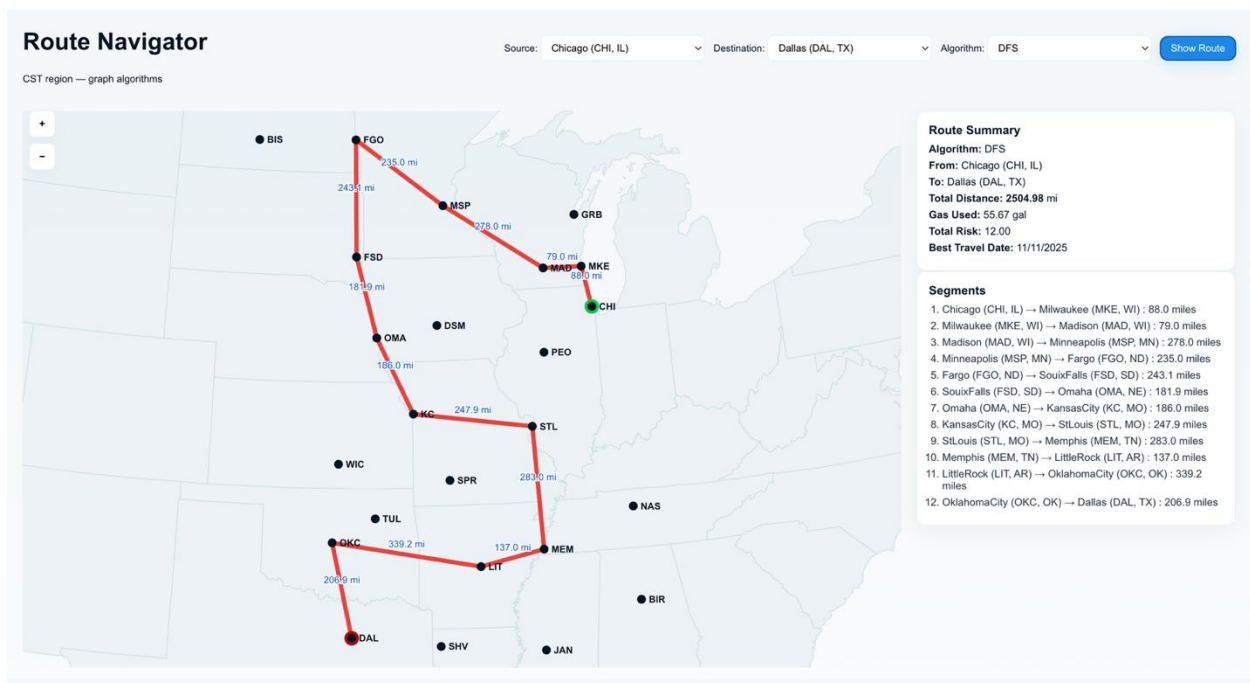 Route Navigator
Source: Chicago (CHI, IL) Destination: Dallas (DAL, TX) Algorithm: DFS Show Route
CST region — graph algorithms
+
−
BIS
FGO
235.0 mi
243.1 mi
MSP
GRB
278.0 mi
79.0 mi
FSD
MAD
MKE
88.0 mi
181.9 mi
CHI
DSM
OMA
PEO
186.0 mi
KC
247.9 mi
STL
WIC
SPR
283.0 mi
NAS
TUL
OKC
339.2 mi
137.0 mi
MEM
LIT
206.9 mi
BIR
DAL
SHV
JAN
Route Summary
Algorithm: DFS
From: Chicago (CHI, IL)
To: Dallas (DAL, TX)
Total Distance: 2504.98 mi
Gas Used: 55.67 gal
Total Risk: 12.00
Best Travel Date: 11/11/2025
Segments
1. Chicago (CHI, IL) → Milwaukee (MKE, WI) : 88.0 miles
2. Milwaukee (MKE, WI) → Madison (MAD, WI) : 79.0 miles
3. Madison (MAD, WI) → Minneapolis (MSP, MN) : 278.0 miles
4. Minneapolis (MSP, MN) → Fargo (FGO, ND) : 235.0 miles
5. Fargo (FGO, ND) → SouixFalls (FSD, SD) : 243.1 miles
6. SouixFalls (FSD, SD) → Omaha (OMA, NE) : 181.9 miles
7. Omaha (OMA, NE) → KansasCity (KC, MO) : 186.0 miles
8. KansasCity (KC, MO) → StLouis (STL, MO) : 247.9 miles
9. StLouis (STL, MO) → Memphis (MEM, TN) : 283.0 miles
10. Memphis (MEM, TN) → LittleRock (LIT, AR) : 137.0 miles
11. LittleRock (LIT, AR) → OklahomaCity (OKC, OK) : 339.2
miles
12. OklahomaCity (OKC, OK) → Dallas (DAL, TX) : 206.9 miles